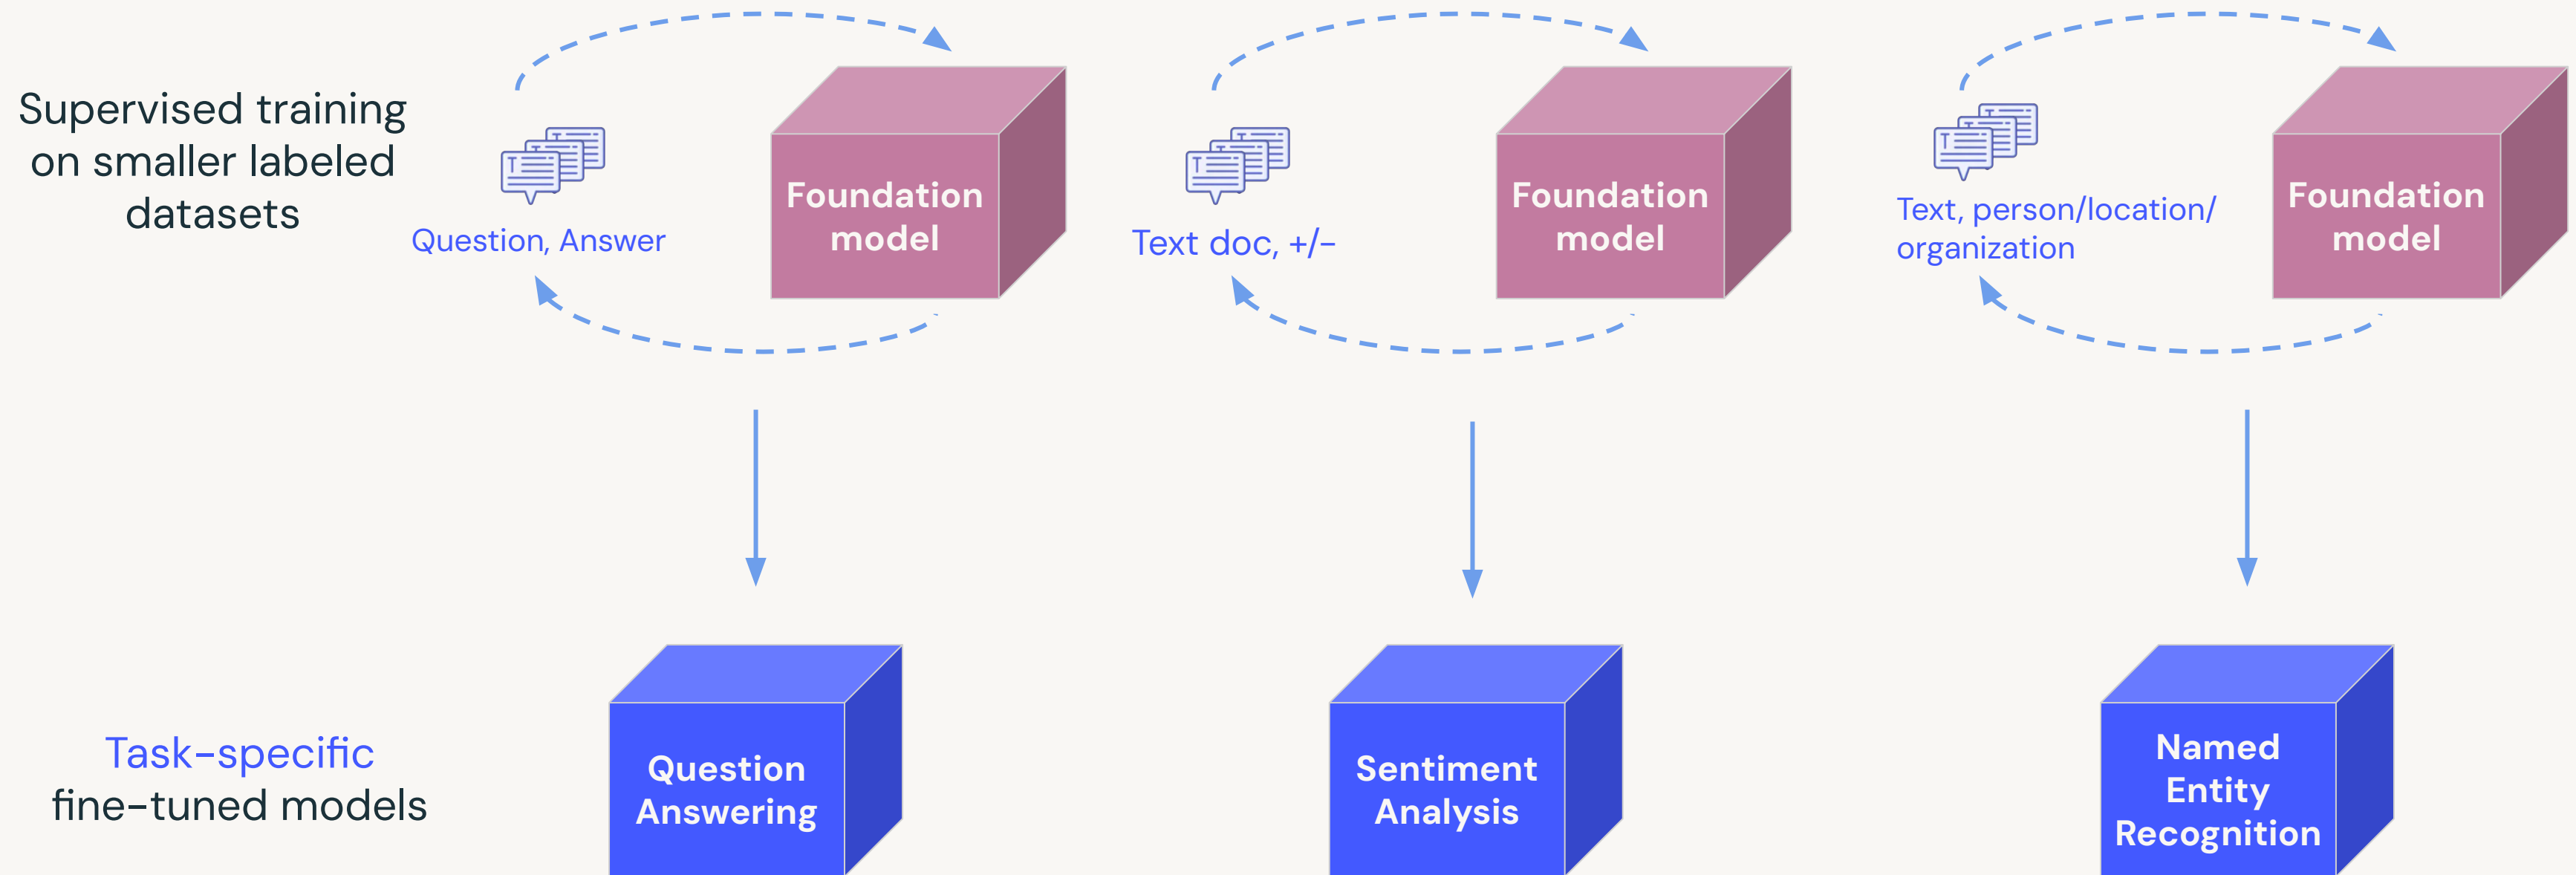 Supervised training
on smaller labeled
datasets
Question, Answer
Foundation
model
Text doc, +/-
Foundation
model
Text, person/location/
organization
Foundation
model
Task-specific
fine-tuned models
Question
Answering
Sentiment
Analysis
Named
Entity
Recognition